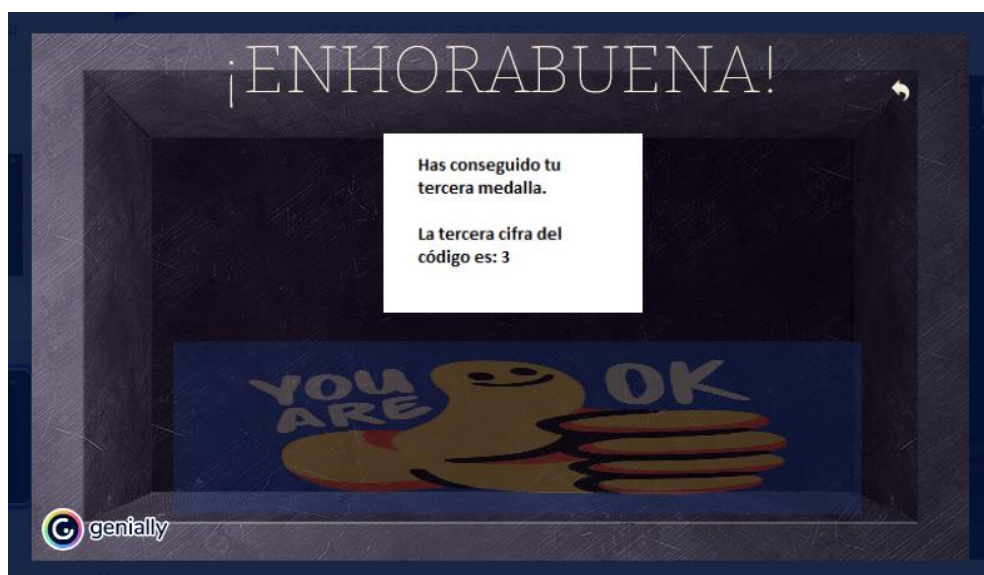 ¡ENHORABUENA!
Has conseguido tu
tercera medalla.
La tercera cifra del
código es: 3
YOU
ARE
OK
genially